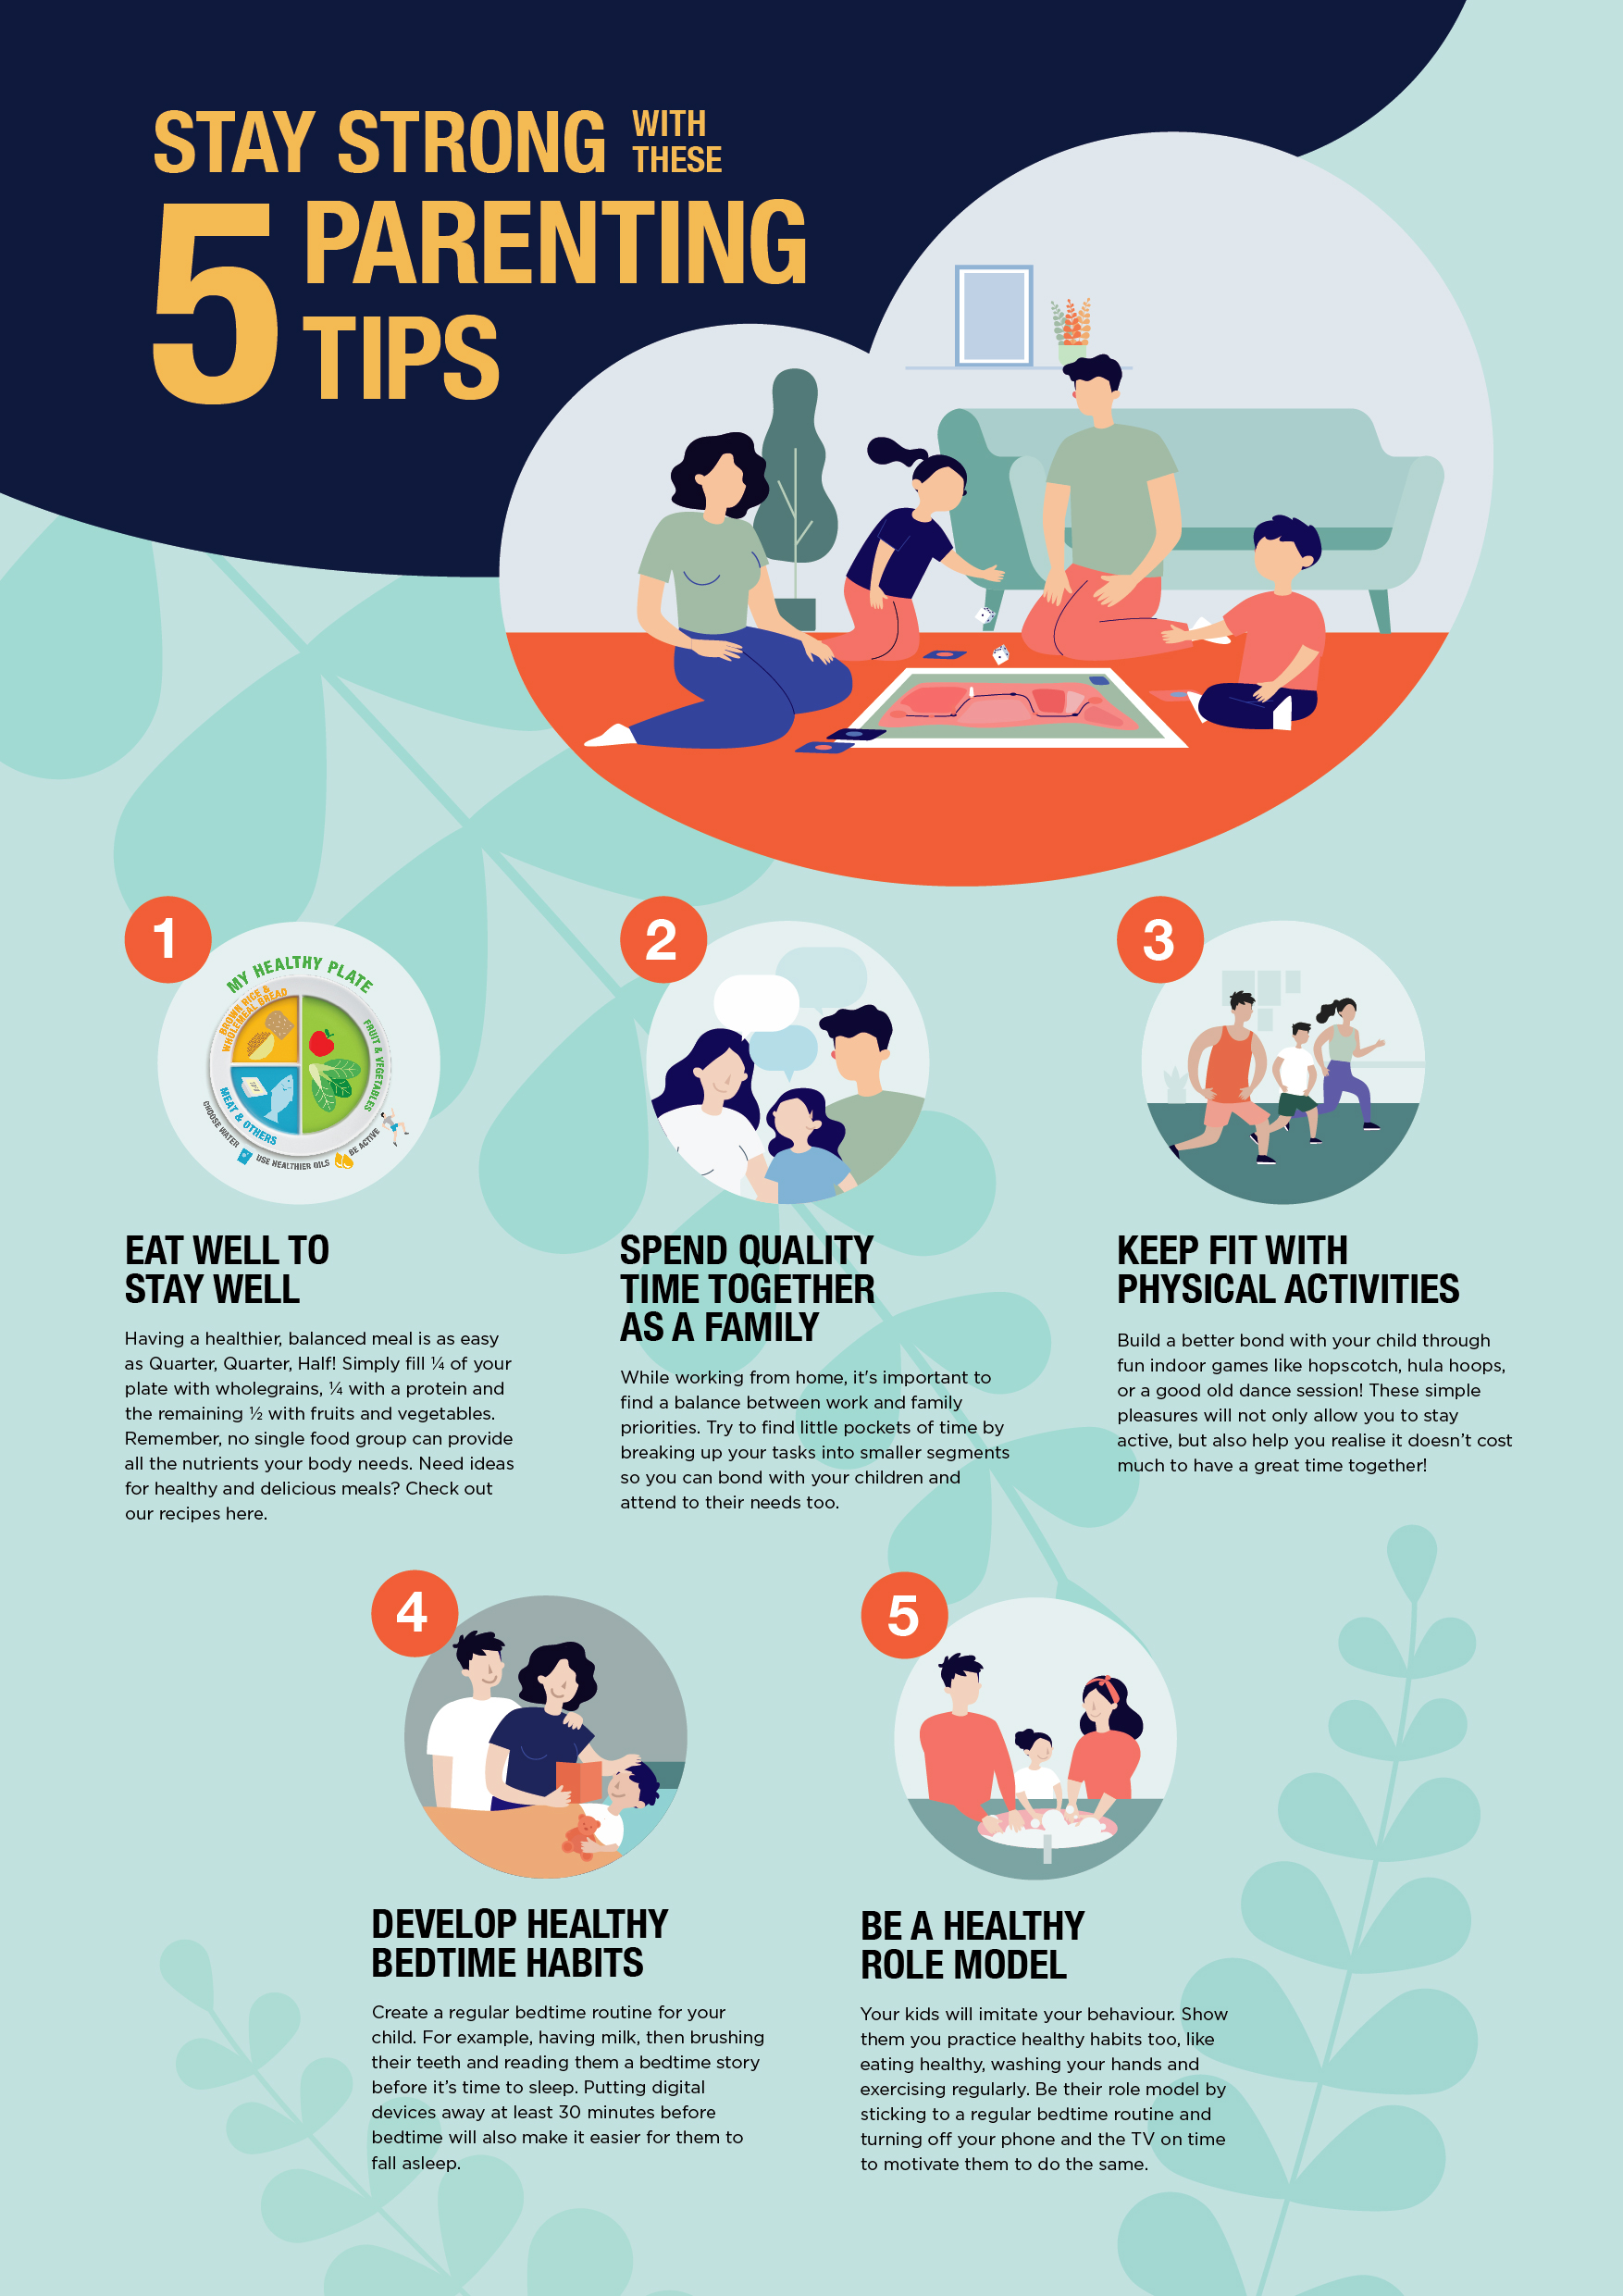 STAY STRONG WITH
THESE
5 PARENTING
TIPS
1
MY HEALTHY PLATE
BROWN RICE &
WHOLEMEAL BREAD
FRUIT & VEGETABLES
MEAT & OTHERS
CHOOSE WATER
USE HEALTHIER OILS
BE ACTIVE
EAT WELL TO
STAY WELL
Having a healthier, balanced meal is as easy
as Quarter, Quarter, Half! Simply fill ¼ of your
plate with wholegrains, ¼ with a protein and
the remaining ½ with fruits and vegetables.
Remember, no single food group can provide
all the nutrients your body needs. Need ideas
for healthy and delicious meals? Check out
our recipes here.
2
SPEND QUALITY
TIME TOGETHER
AS A FAMILY
While working from home, it's important to
find a balance between work and family
priorities. Try to find little pockets of time by
breaking up your tasks into smaller segments
so you can bond with your children and
attend to their needs too.
3
KEEP FIT WITH
PHYSICAL ACTIVITIES
Build a better bond with your child through
fun indoor games like hopscotch, hula hoops,
or a good old dance session! These simple
pleasures will not only allow you to stay
active, but also help you realise it doesn't cost
much to have a great time together!
4
DEVELOP HEALTHY
BEDTIME HABITS
Create a regular bedtime routine for your
child. For example, having milk, then brushing
their teeth and reading them a bedtime story
before it's time to sleep. Putting digital
devices away at least 30 minutes before
bedtime will also make it easier for them to
fall asleep.
5
BE A HEALTHY
ROLE MODEL
Your kids will imitate your behaviour. Show
them you practice healthy habits too, like
eating healthy, washing your hands and
exercising regularly. Be their role model by
sticking to a regular bedtime routine and
turning off your phone and the TV on time
to motivate them to do the same.